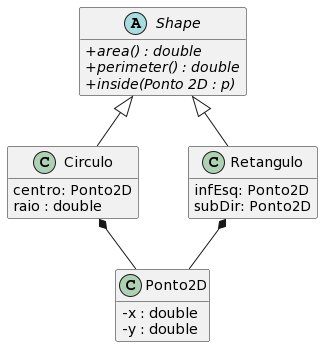 A Shape
+area() : double
+perimeter() : double
+inside(Ponto 2D : p)
C Circulo
centro: Ponto2D
raio : double
C Retangulo
infEsq: Ponto2D
subDir: Ponto2D
C Ponto2D
-x : double
-y : double